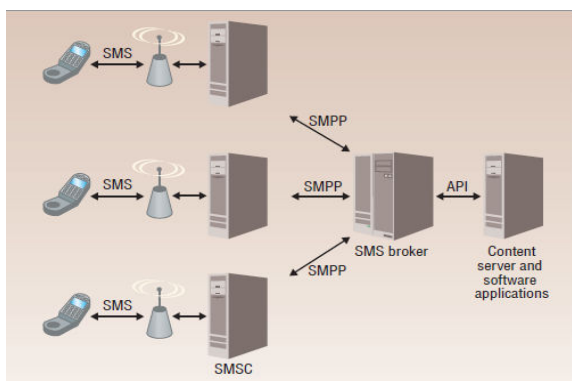 SMS
SMPP
SMS
SMPP
API
SMS broker
Content
server and
software
applications
SMPP
SMS
SMSC